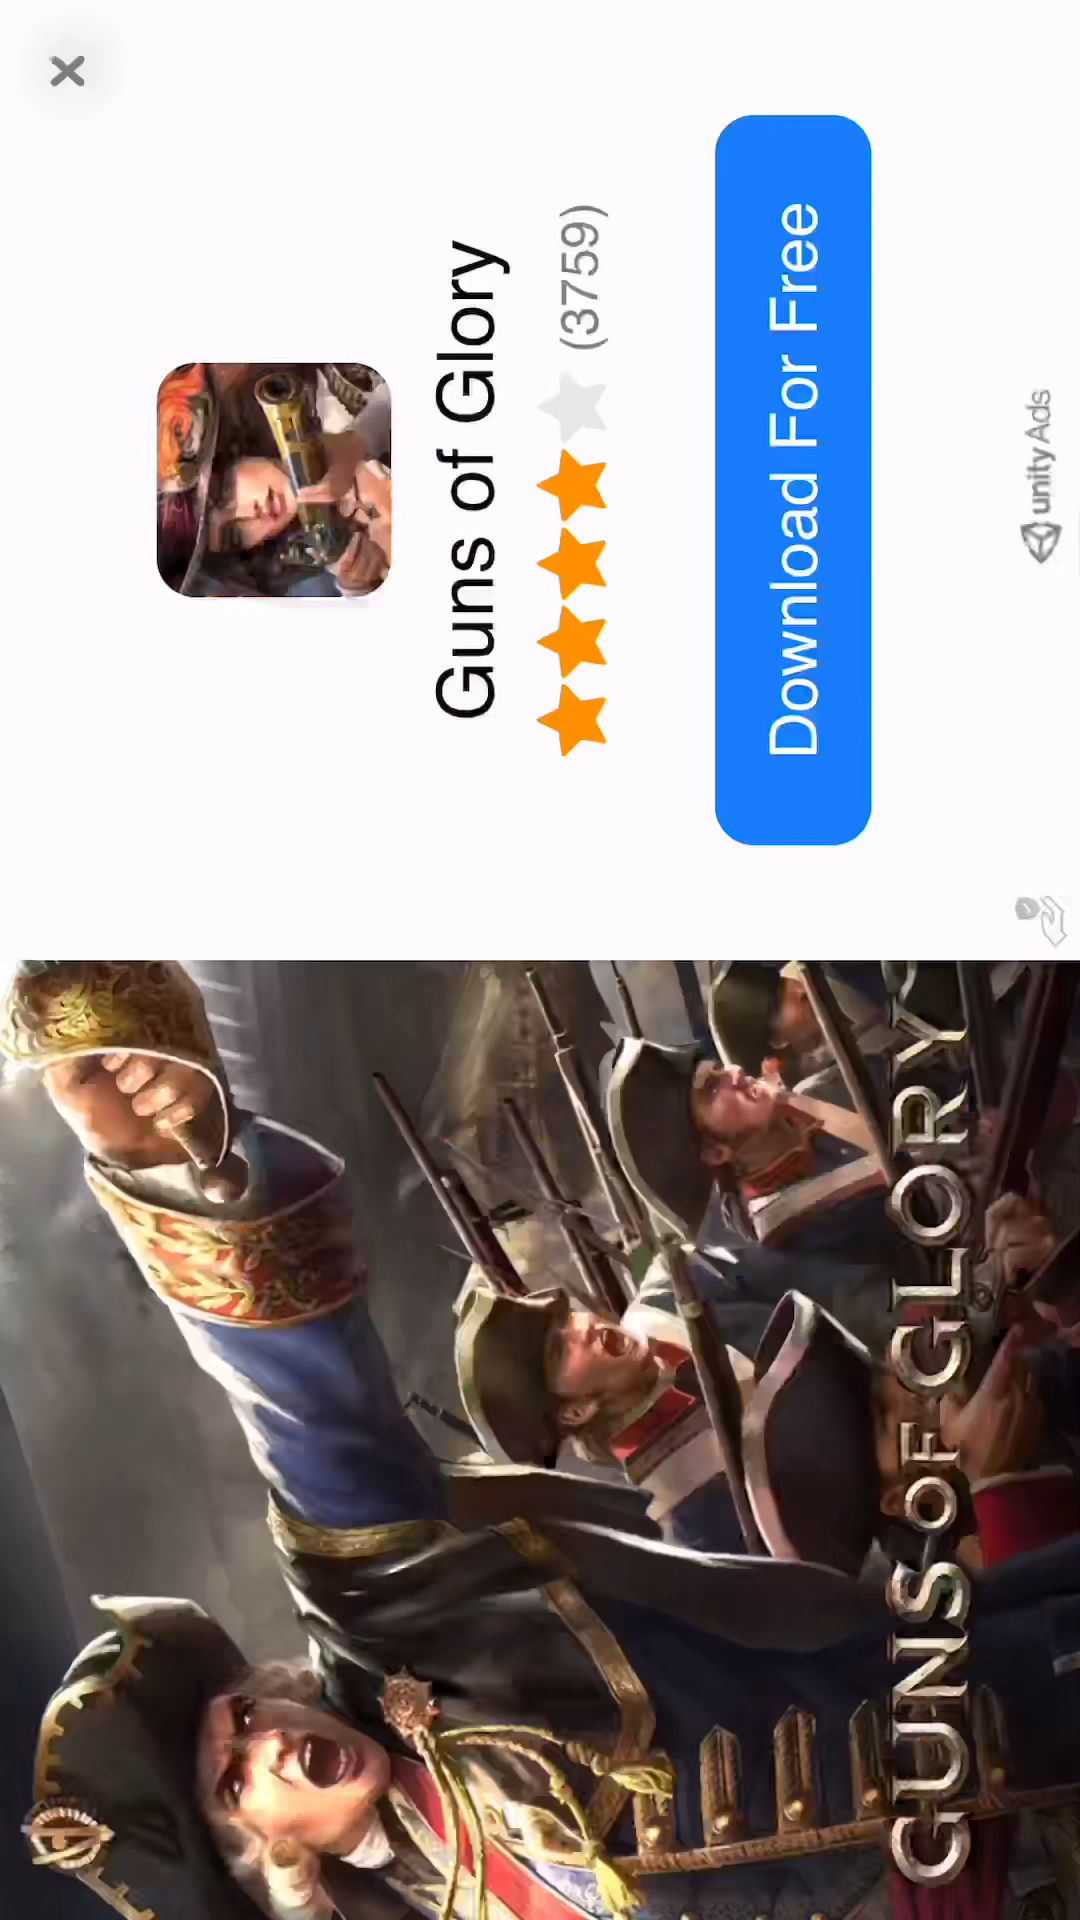 GUNS OF GLORY
Guns of Glory
(3759)
Download For Free
unity Ads